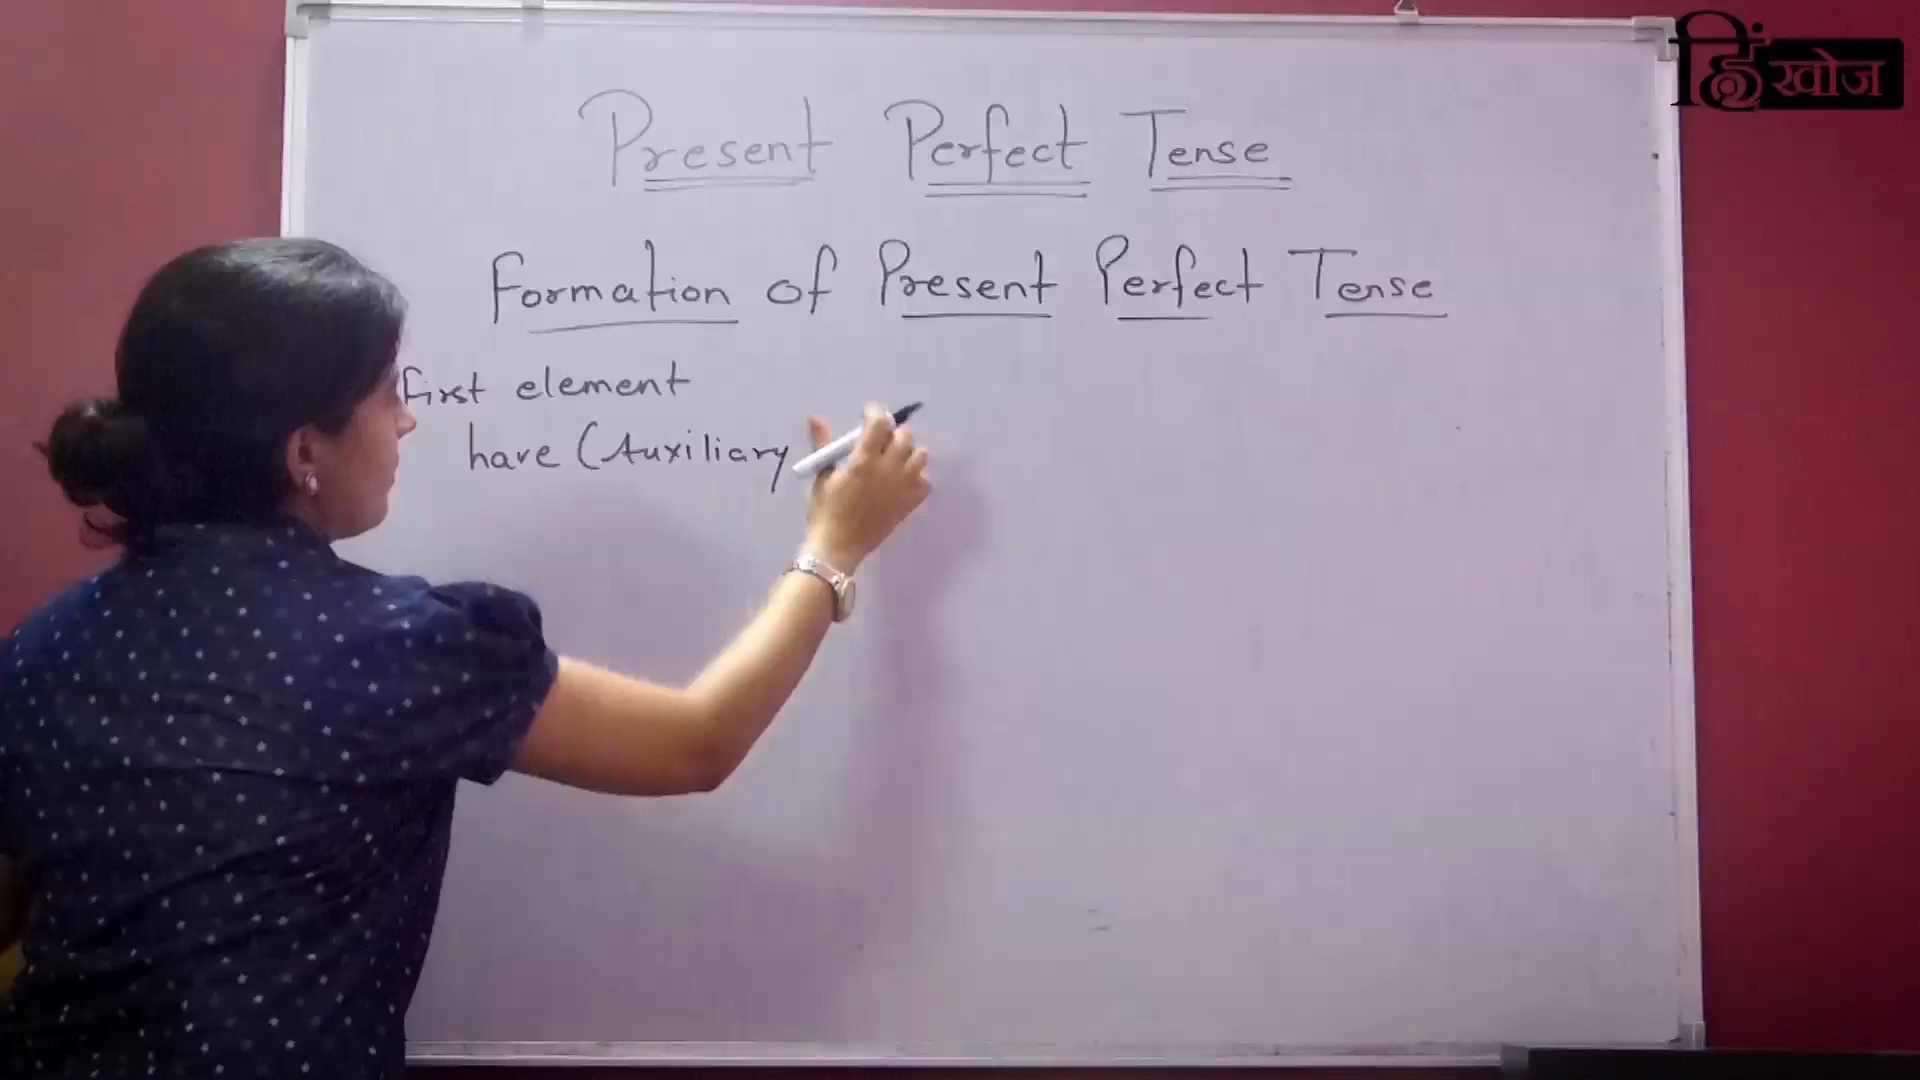 हिंखोज
Present Perfect Tense
Formation of Present Perfect Tense
First element
have (Auxiliary